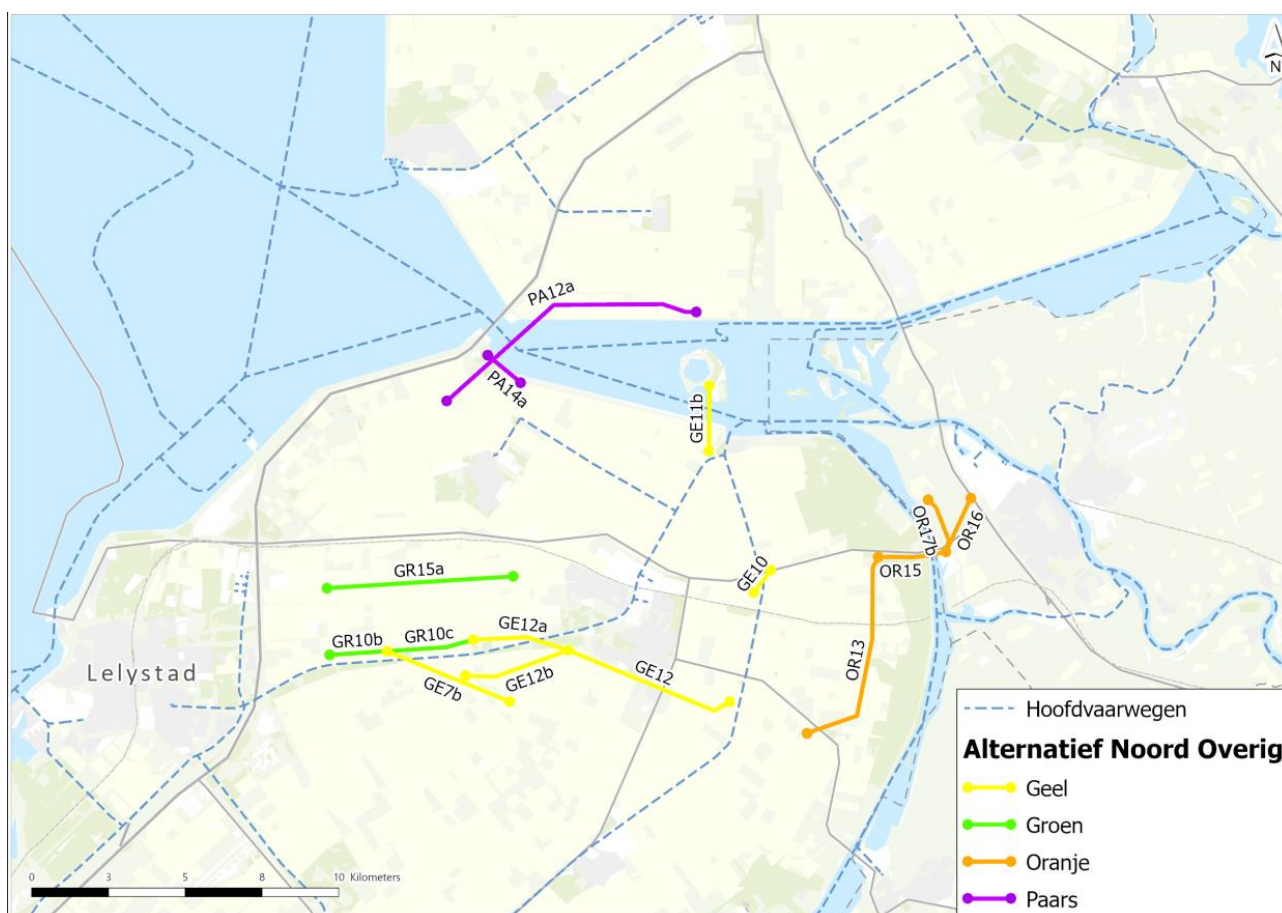 N
PA12a
PA14a
GE11b
OR17b
OR16
GE10
OR15
GR15a
GE12a
GR10b
GR10c
OR13
Lelystad
GE12b
GE12
GE7b
Hoofdvaarwegen
Alternatief Noord Overig
Geel
Groen
Oranje
Paars
0 3 5 8 10 Kilometers